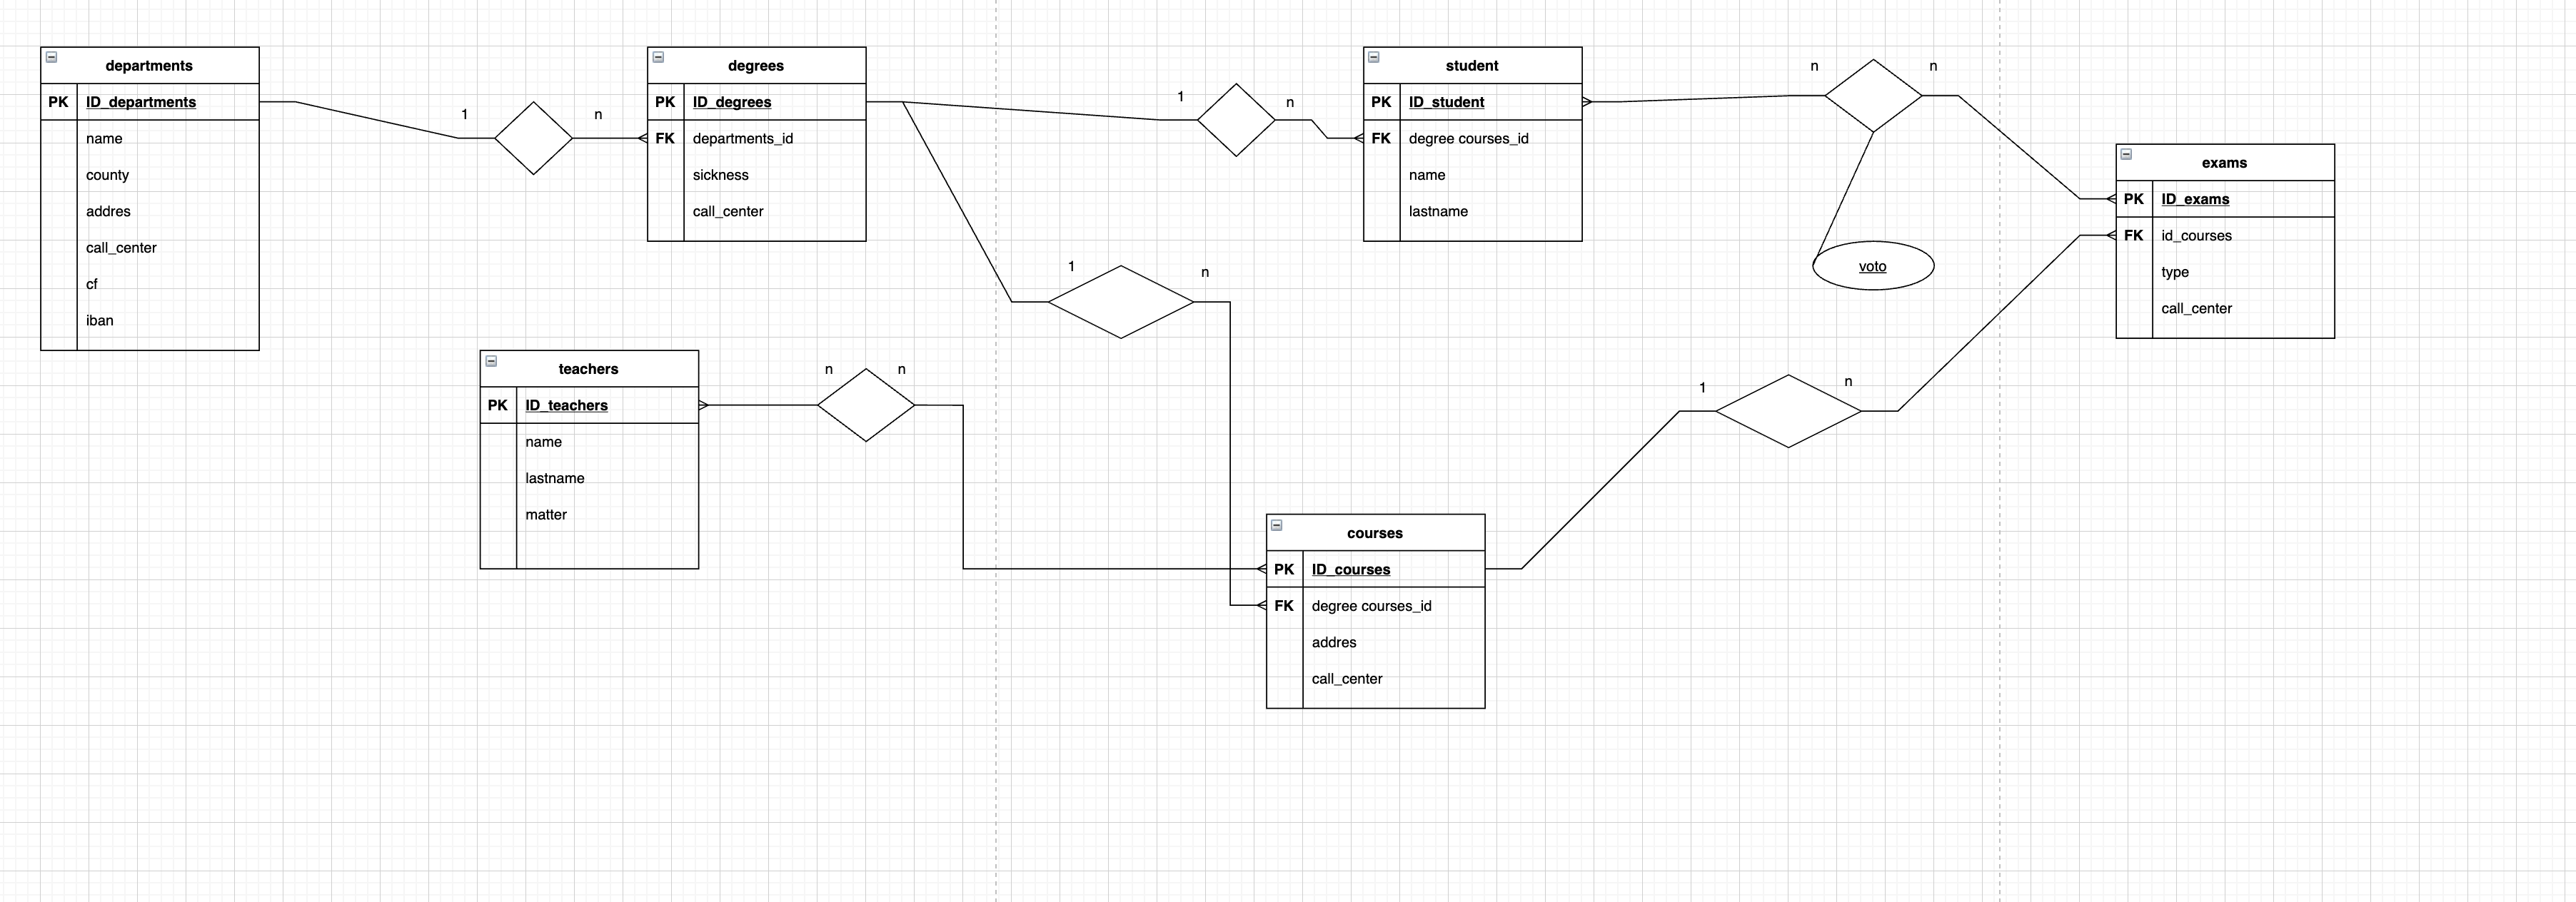 departments
PK ID_departments
name
county
addres
call_center
cf
iban
1
n
degrees
PK ID_degrees
FK departments_id
sickness
call_center
1
n
student
PK ID_student
FK degree courses_id
name
lastname
n
n
voto
exams
PK ID_exams
FK id_courses
type
call_center
1
n
teachers
PK ID_teachers
name
lastname
matter
n
n
1
n
courses
PK ID_courses
FK degree courses_id
addres
call_center